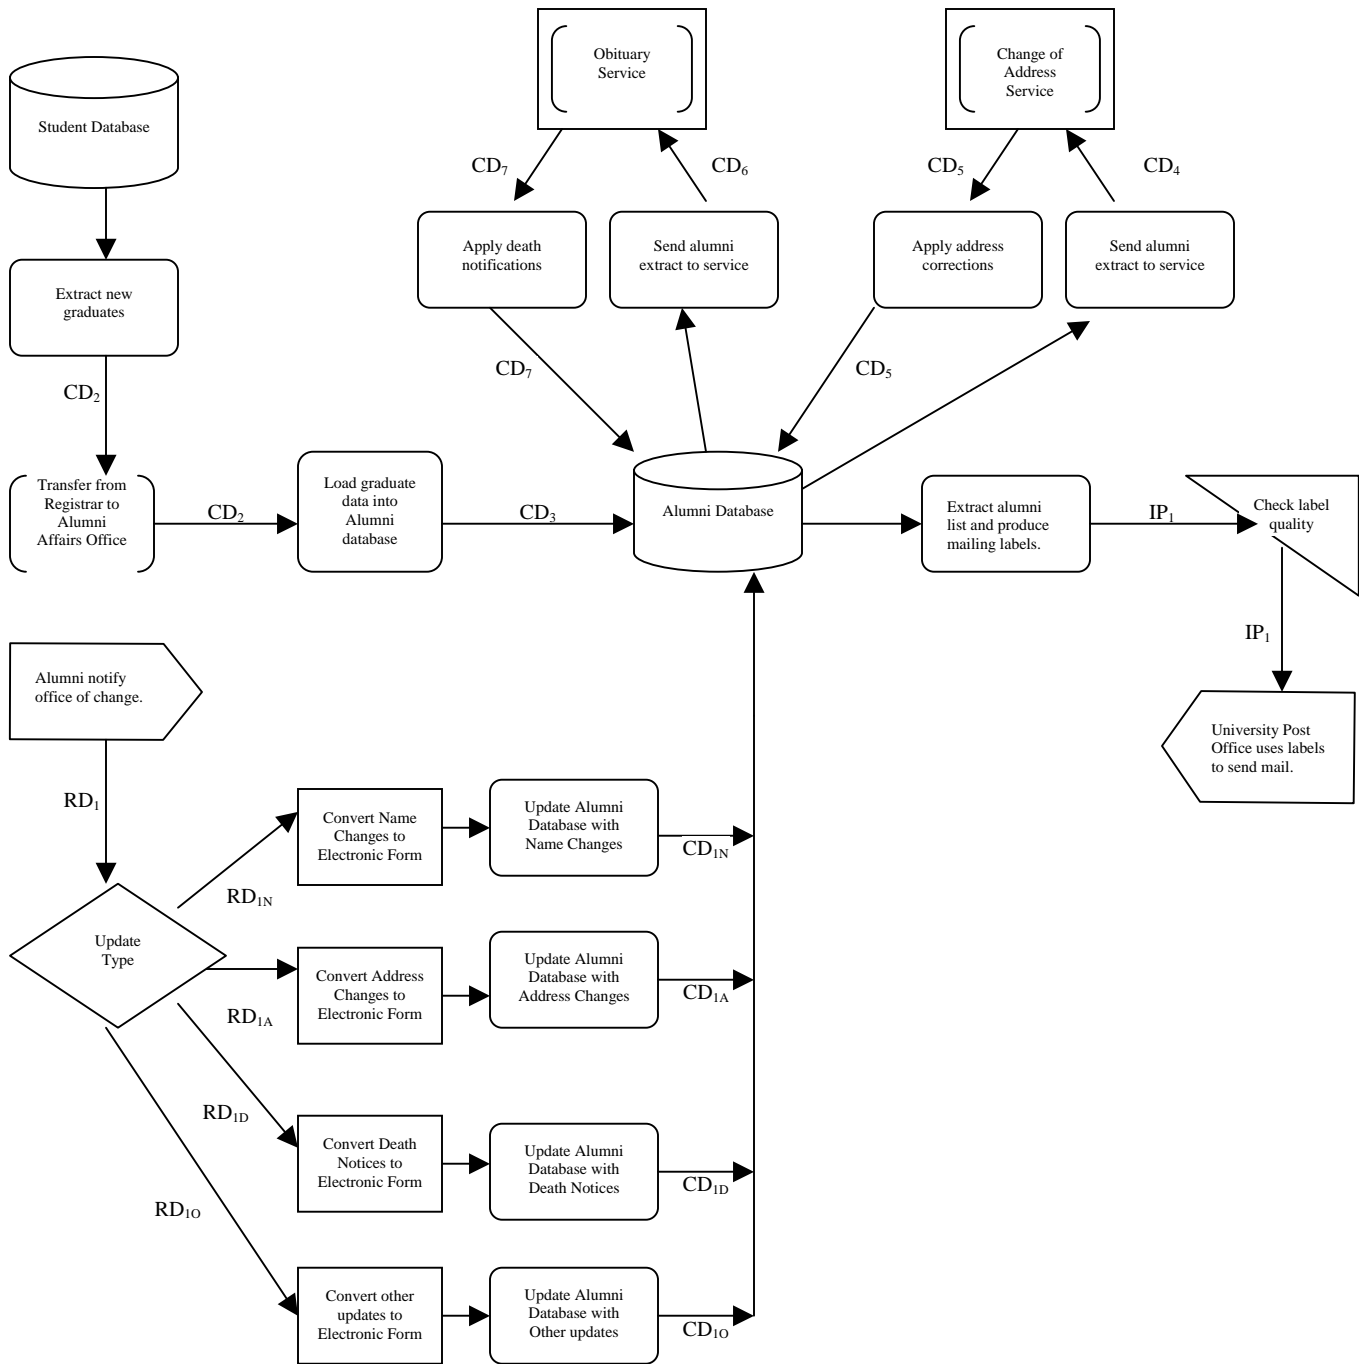 Obituary
Service
Change of
Address
Service
Student Database
CD7
CD6
CD5
CD4
Apply death
notifications
Send alumni
extract to service
Apply address
corrections
Send alumni
extract to service
Extract new
graduates
CD7
CD5
CD2
Transfer from
Registrar to
Alumni
Affairs Office
CD2
Load graduate
data into
Alumni
database
CD3
Alumni Database
Extract alumni
list and produce
mailing labels.
IP1
Check label
quality
IP1
Alumni notify
office of change.
University Post
Office uses labels
to send mail.
RD1
Update
Type
RD1N
Convert Name
Changes to
Electronic Form
Update Alumni
Database with
Name Changes
CD1N
RD1A
Convert Address
Changes to
Electronic Form
Update Alumni
Database with
Address Changes
CD1A
RD1D
Convert Death
Notices to
Electronic Form
Update Alumni
Database with
Death Notices
CD1D
RD1O
Convert other
updates to
Electronic Form
Update Alumni
Database with
Other updates
CD1O